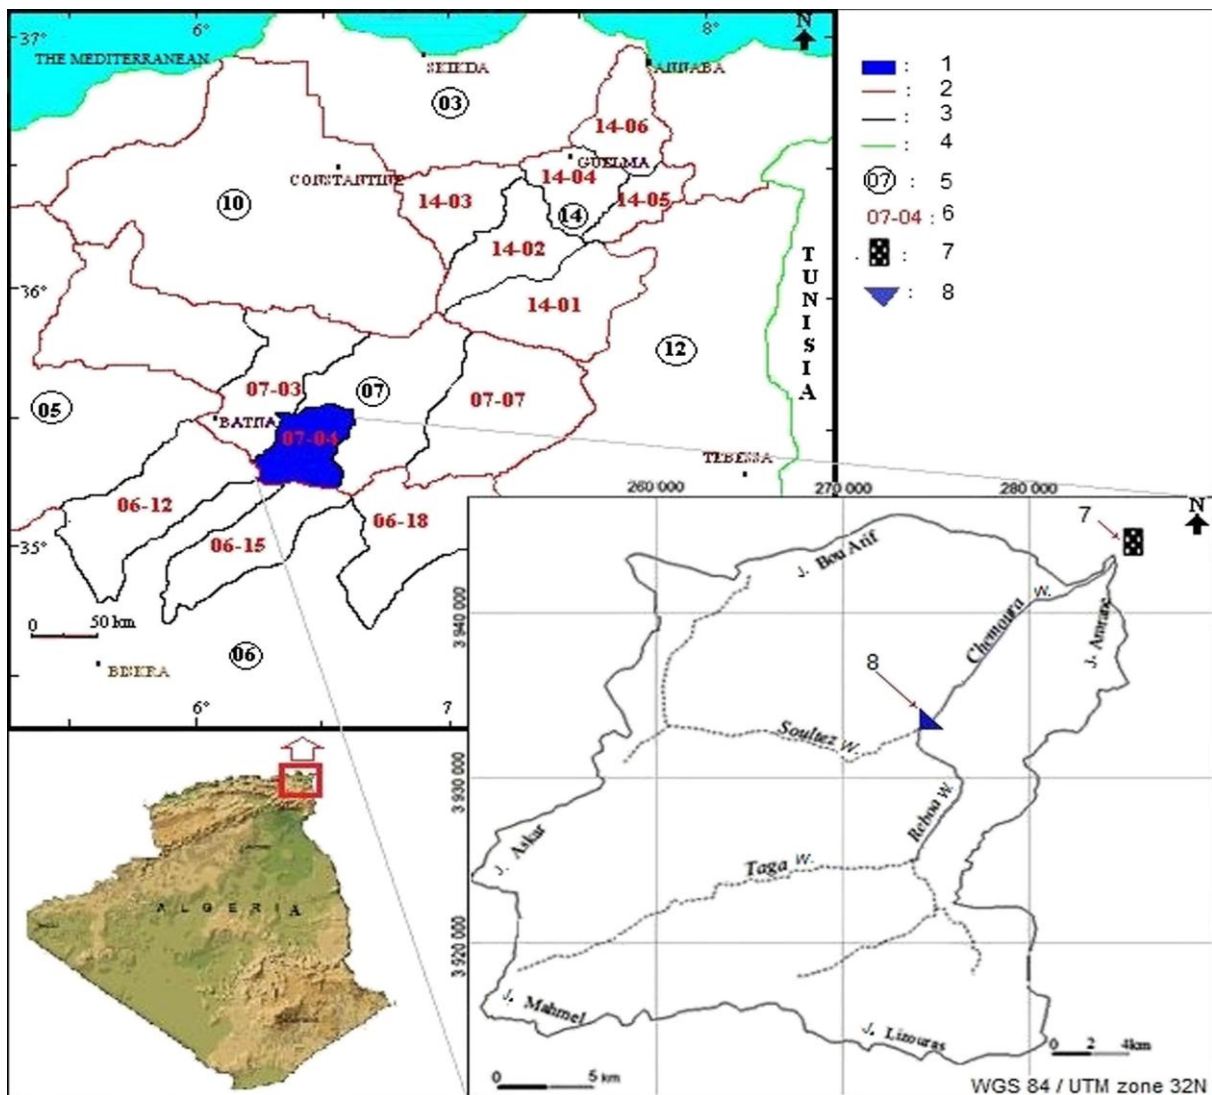 37°
6°
8°
N
THE MEDITERRANEAN
SKIKDA
ANNABA
03
14-06
GUELMA
CONSTANTINE
14-04
10
14-03
14-05
14
14-02
TUNISIA
36°
14-01
12
07-03
07
07-07
05
BATNA
07-04
TEBESSA
06-12
06-18
06-15
35°
0 50 km
06
BISKRA
6°
7
: 1
: 2
: 3
: 4
07 : 5
07-04 : 6
. : 7
: 8
ALGERIA
260 000 270 000 280 000
N
7
J. Bou Arif
Chemoura W.
J. Amrane
3 940 000
8
Soultez W.
3 930 000
Reboa W.
J. Askar
Taga W.
3 920 000
J. Mahmel
J. Lizouras
0 2 4km
0 5 km
WGS 84 / UTM zone 32N